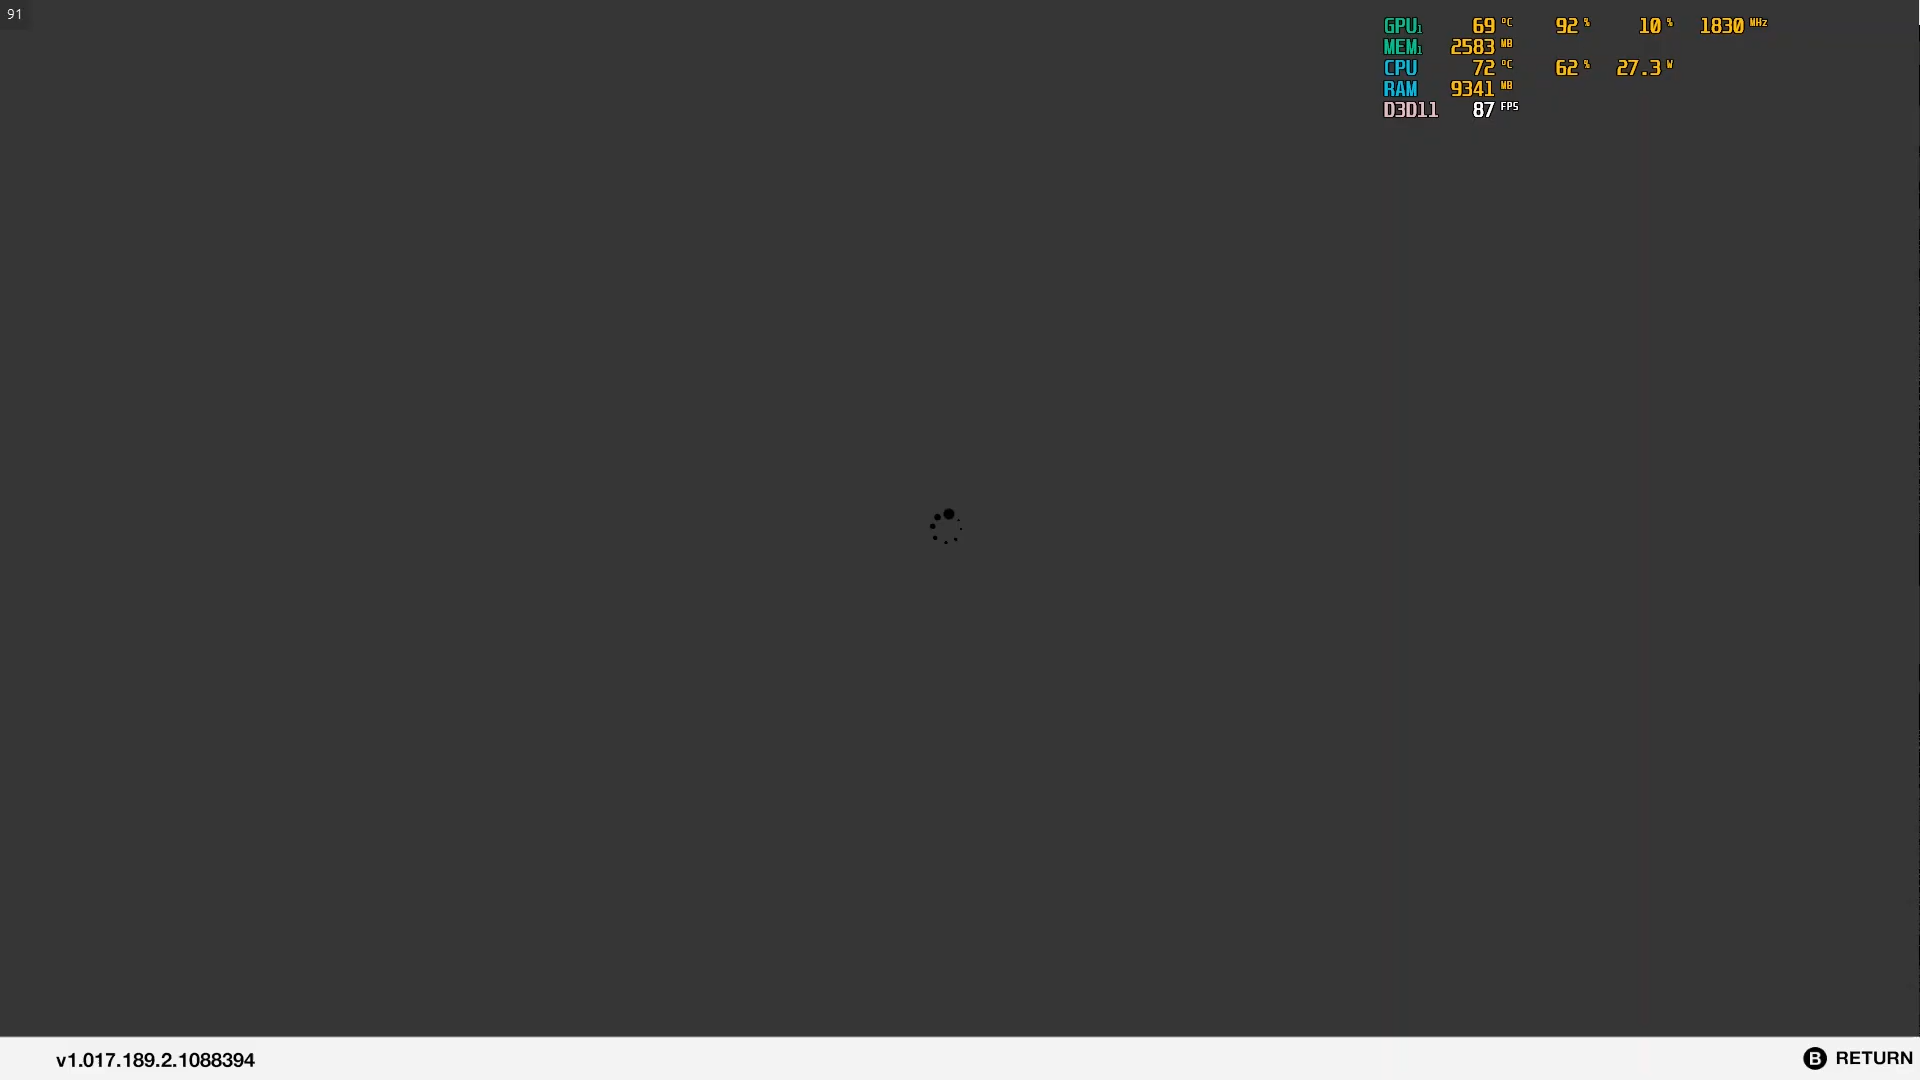 91
GPU1 69 °C 92 % 10 % 1830 MHz
MEM1 2583 MB
CPU 72 °C 62 % 27.3 W
RAM 9341 MB
D3D11 87 FPS
v1.017.189.2.1088394
B RETURN